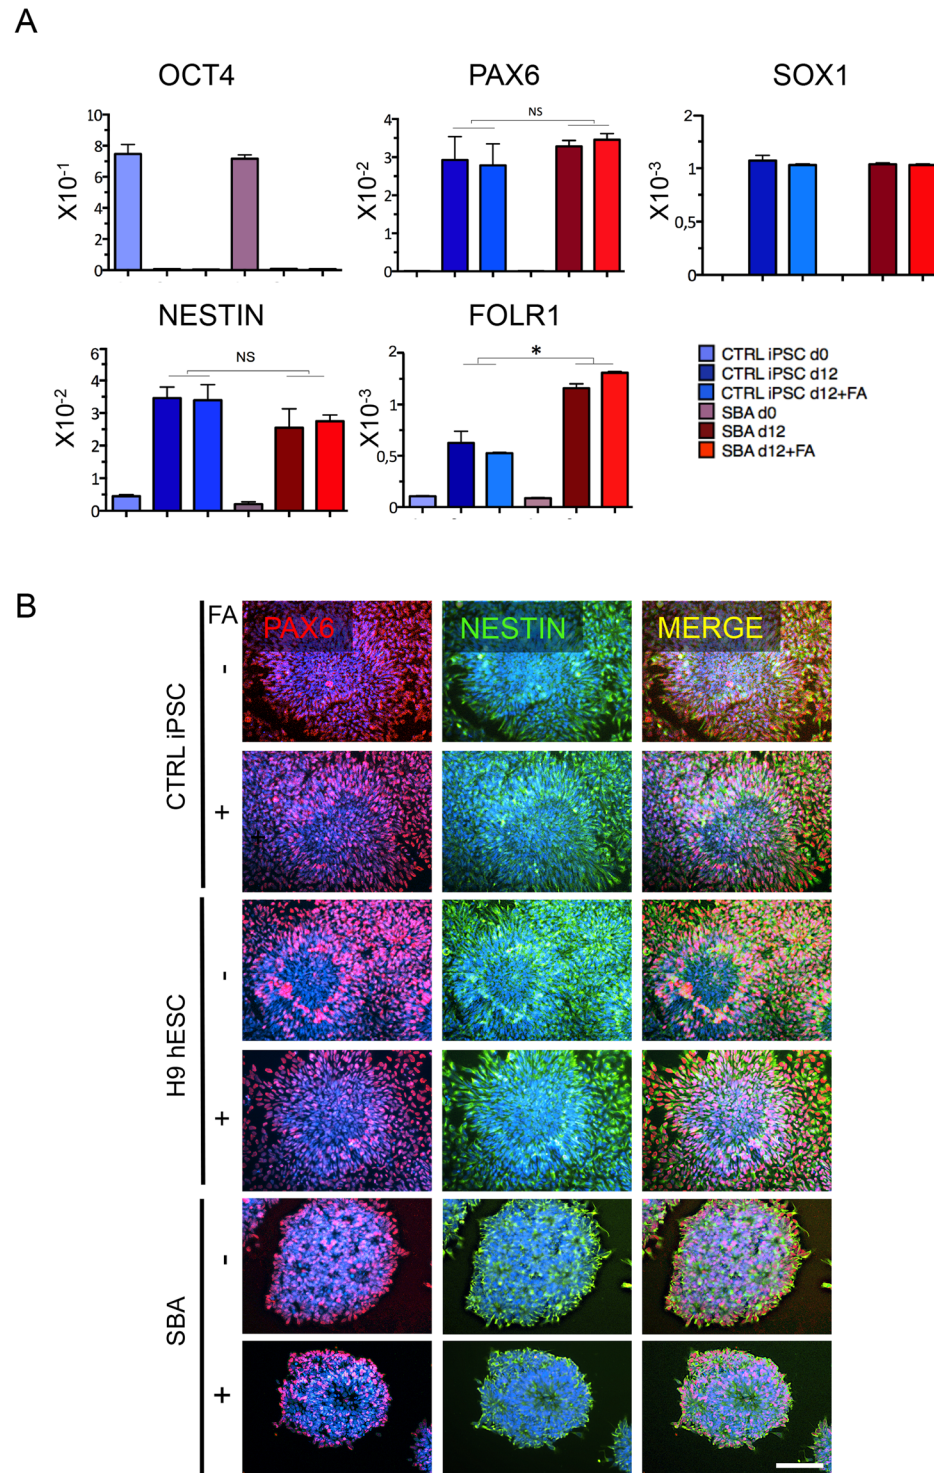 A
OCT4
PAX6
SOX1
X10-1
10
8
6
4
2
0
X10-2
4
3
2
1
0
NS
X10-3
1
0,5
0
NESTIN
FOLR1
X10-2
6
5
4
3
2
1
0
NS
X10-3
2
1
0,5
0
*
CTRL iPSC d0
CTRL iPSC d12
CTRL iPSC d12+FA
SBA d0
SBA d12
SBA d12+FA
B
FA
PAX6
NESTIN
MERGE
CTRL iPSC
-
+
H9 hESC
-
+
SBA
-
+